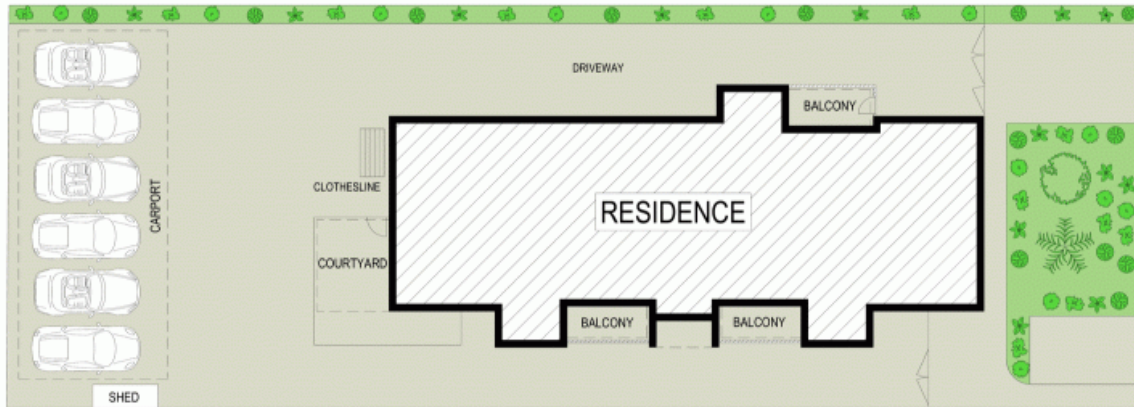 DRIVEWAY
BALCONY
CARPORT
CLOTHESLINE
RESIDENCE
COURTYARD
BALCONY
BALCONY
SHED